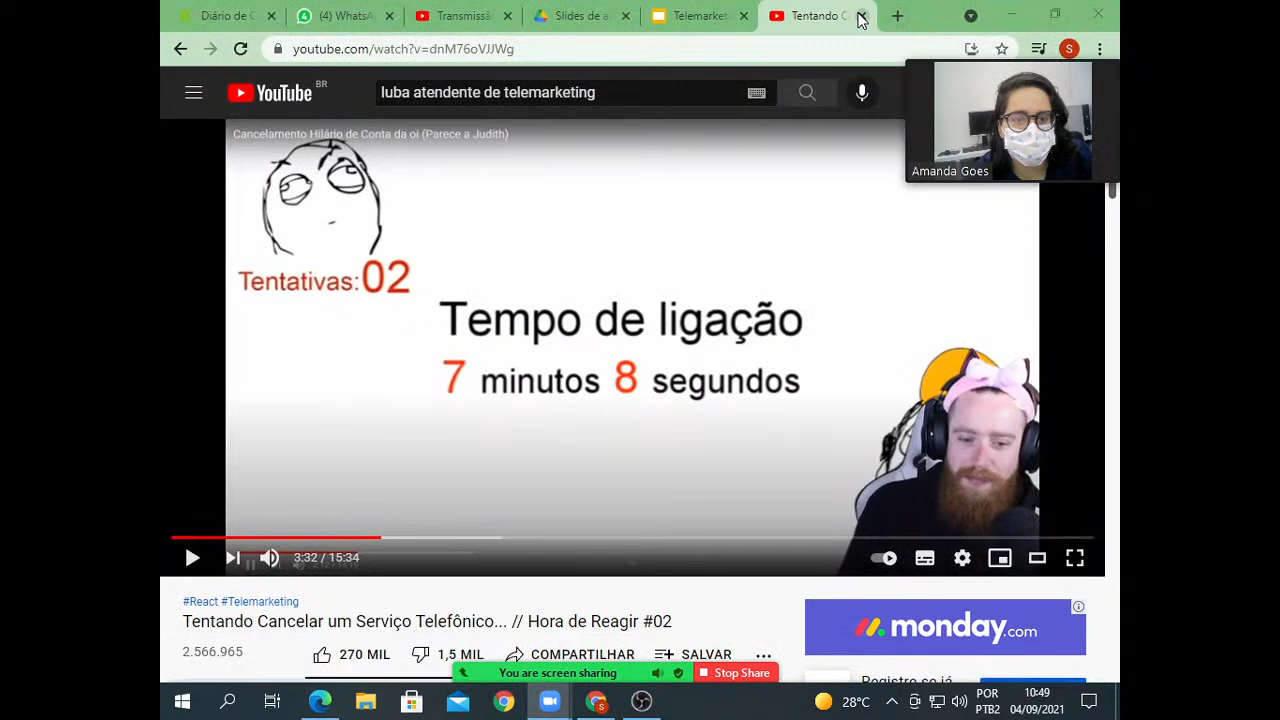 Diário de C
(4) WhatsA
Transmissã
Slides de a
Telemarket
Tentando C
youtube.com/watch?v=dnM76oVJJWg
S
YouTube BR
luba atendente de telemarketing
Amanda Goes
Cancelamento Hilário de Conta da oi (Parece a Judith)
Tentativas: 02
Tempo de ligação
7 minutos 8 segundos
3:32 / 15:34
#React #Telemarketing
Tentando Cancelar um Serviço Telefônico... // Hora de Reagir #02
2.566.965
270 MIL
1,5 MIL
COMPARTILHAR
SALVAR
monday.com
Registre-se já
You are screen sharing
Stop Share
28°C
POR
PTB2
10:49
04/09/2021